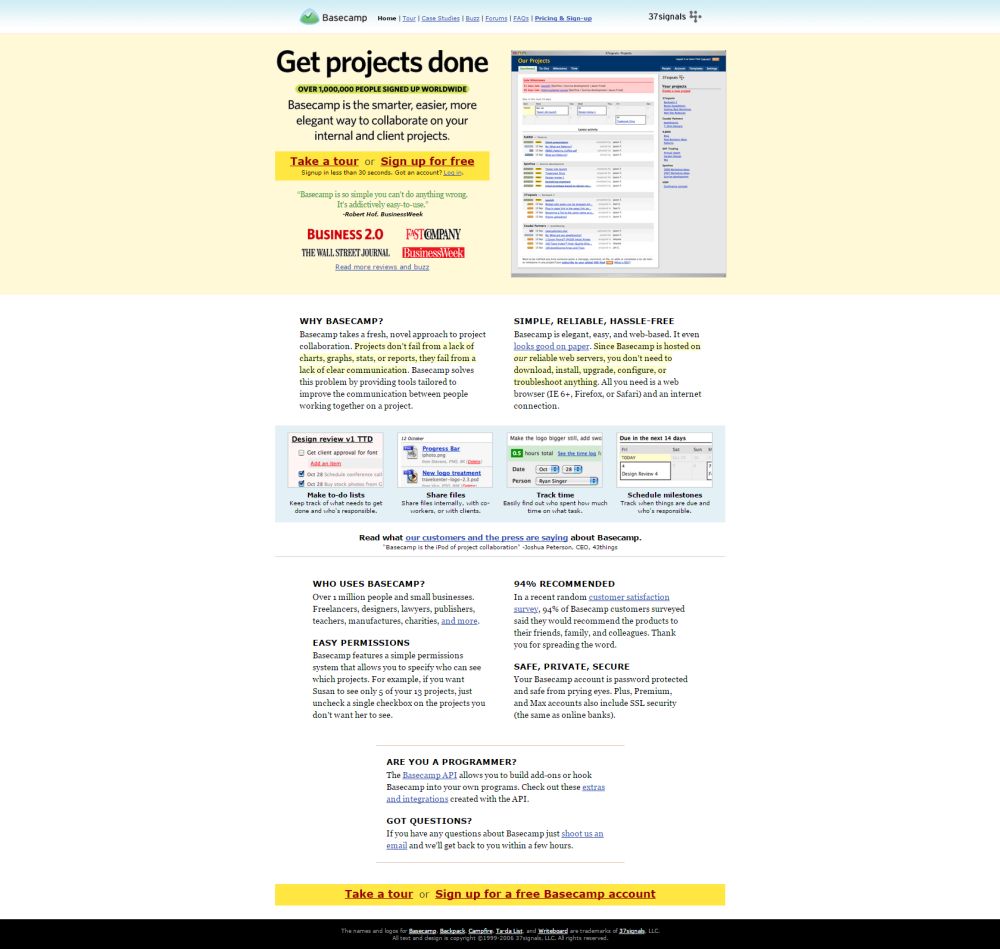 Basecamp
Home | Tour | Case Studies | Buzz | Forums | FAQs | Pricing & Sign-up
37signals
Get projects done
OVER 1,000,000 PEOPLE SIGNED UP WORLDWIDE
Basecamp is the smarter, easier, more
elegant way to collaborate on your
internal and client projects.
Take a tour or Sign up for free
Signup in less than 30 seconds. Got an account? Log in.
"Basecamp is so simple you can't do anything wrong.
It's addictively easy-to-use."
-Robert Hof, BusinessWeek
BUSINESS 2.0
FAST COMPANY
THE WALL STREET JOURNAL
BusinessWeek
Read more reviews and buzz
Our Projects
37signals
Your projects
Latest activity
WHY BASECAMP?
Basecamp takes a fresh, novel approach to project
collaboration. Projects don't fail from a lack of
charts, graphs, stats, or reports, they fail from a
lack of clear communication. Basecamp solves
this problem by providing tools tailored to
improve the communication between people
working together on a project.
SIMPLE, RELIABLE, HASSLE-FREE
Basecamp is elegant, easy, and web-based. It even
looks good on paper. Since Basecamp is hosted on
our reliable web servers, you don't need to
download, install, upgrade, configure, or
troubleshoot anything. All you need is a web
browser (IE 6+, Firefox, or Safari) and an internet
connection.
Design review v1 TTD
Get client approval for font
Add an item
Oct 28 Schedule conference call
Oct 28 Buy stock photos from G
Make to-do lists
Keep track of what needs to get
done and who's responsible.
12 October
Progress Bar
iphoto.png
New logo treatment
travelcenter-logo-2.3.psd
Share files
Share files internally, with co-
workers, or with clients.
Make the logo bigger still, add swo
0.5 hours total See the time log f
Date Oct 28
Person Ryan Singer
Track time
Easily find out who spent how much
time on what task.
Due in the next 14 days
Fri Sat Sun M
TODAY
4
Design Review 4
Schedule milestones
Track when things are due and
who's responsible.
Read what our customers and the press are saying about Basecamp.
"Basecamp is the iPod of project collaboration" -Joshua Peterson, CEO, 43things
WHO USES BASECAMP?
Over 1 million people and small businesses.
Freelancers, designers, lawyers, publishers,
teachers, manufactures, charities, and more.
EASY PERMISSIONS
Basecamp features a simple permissions
system that allows you to specify who can see
which projects. For example, if you want
Susan to see only 5 of your 13 projects, just
uncheck a single checkbox on the projects you
don't want her to see.
94% RECOMMENDED
In a recent random customer satisfaction
survey, 94% of Basecamp customers surveyed
said they would recommend the products to
their friends, family, and colleagues. Thank
you for spreading the word.
SAFE, PRIVATE, SECURE
Your Basecamp account is password protected
and safe from prying eyes. Plus, Premium,
and Max accounts also include SSL security
(the same as online banks).
ARE YOU A PROGRAMMER?
The Basecamp API allows you to build add-ons or hook
Basecamp into your own programs. Check out these extras
and integrations created with the API.
GOT QUESTIONS?
If you have any questions about Basecamp just shoot us an
email and we'll get back to you within a few hours.
Take a tour or Sign up for a free Basecamp account
The names and logos for Basecamp, Backpack, Campfire, Ta-da List, and Writeboard are trademarks of 37signals, LLC.
All text and design is copyright ©1999-2006 37signals, LLC. All rights reserved.